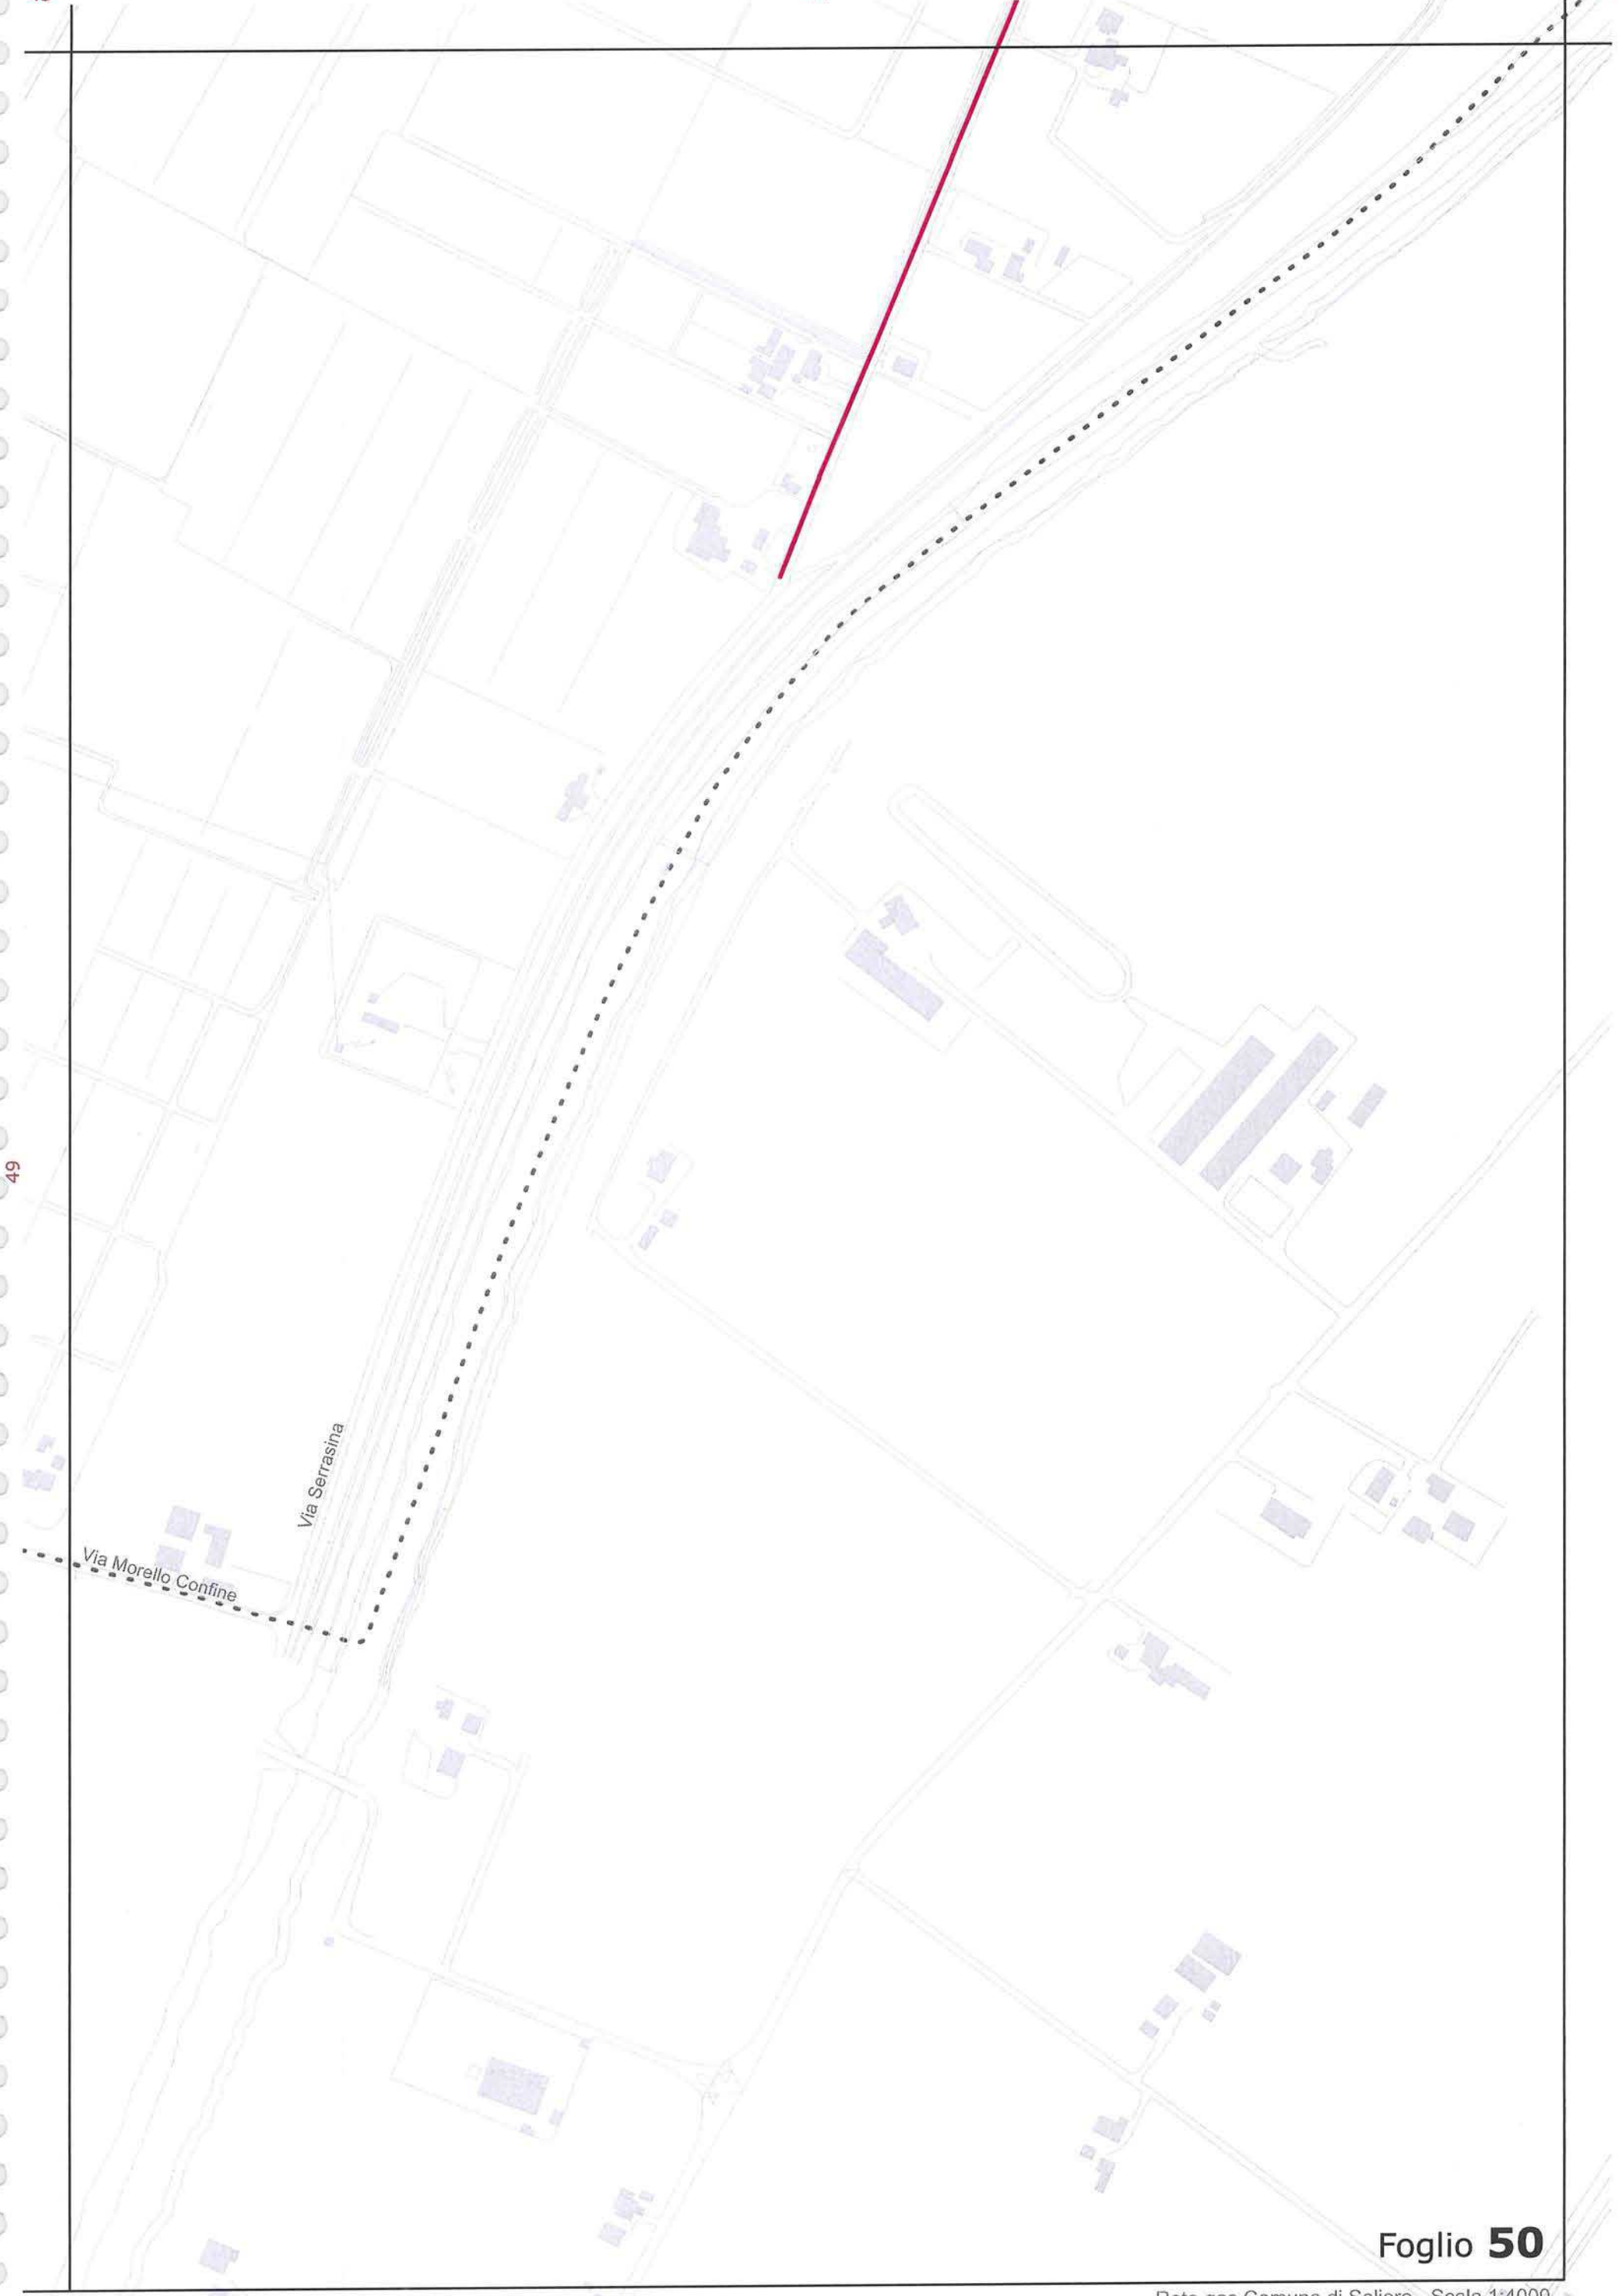 49
Via Serrasina
Via Morello Confine
Foglio 50
Rete gas Comune di Soliera - Scala 1:4000